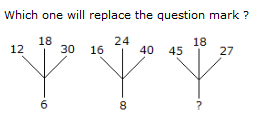 Which one will replace the question mark ?
18 24 18
12 30 16 40 45 27
6 8 ?